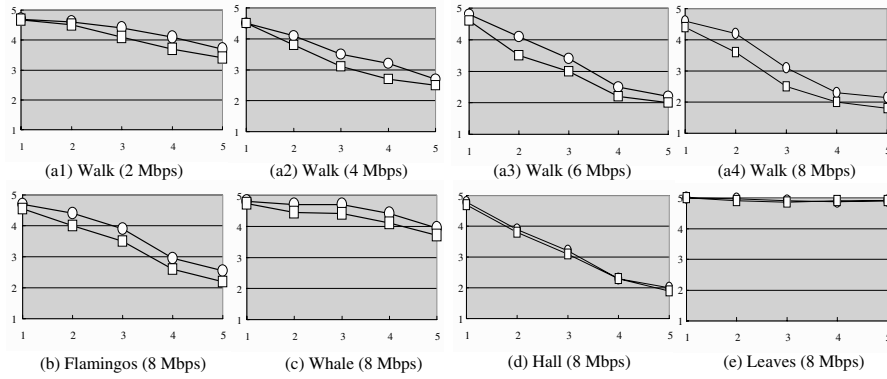 5
4
3
2
1
1 2 3 4 5
(a1) Walk (2 Mbps)
5
4
3
2
1
1 2 3 4 5
(a2) Walk (4 Mbps)
5
4
3
2
1
1 2 3 4 5
(a3) Walk (6 Mbps)
5
4
3
2
1
1 2 3 4 5
(a4) Walk (8 Mbps)
5
4
3
2
1
1 2 3 4 5
(b) Flamingos (8 Mbps)
5
4
3
2
1
1 2 3 4 5
(c) Whale (8 Mbps)
5
4
3
2
1
1 2 3 4 5
(d) Hall (8 Mbps)
5
4
3
2
1
1 2 3 4 5
(e) Leaves (8 Mbps)